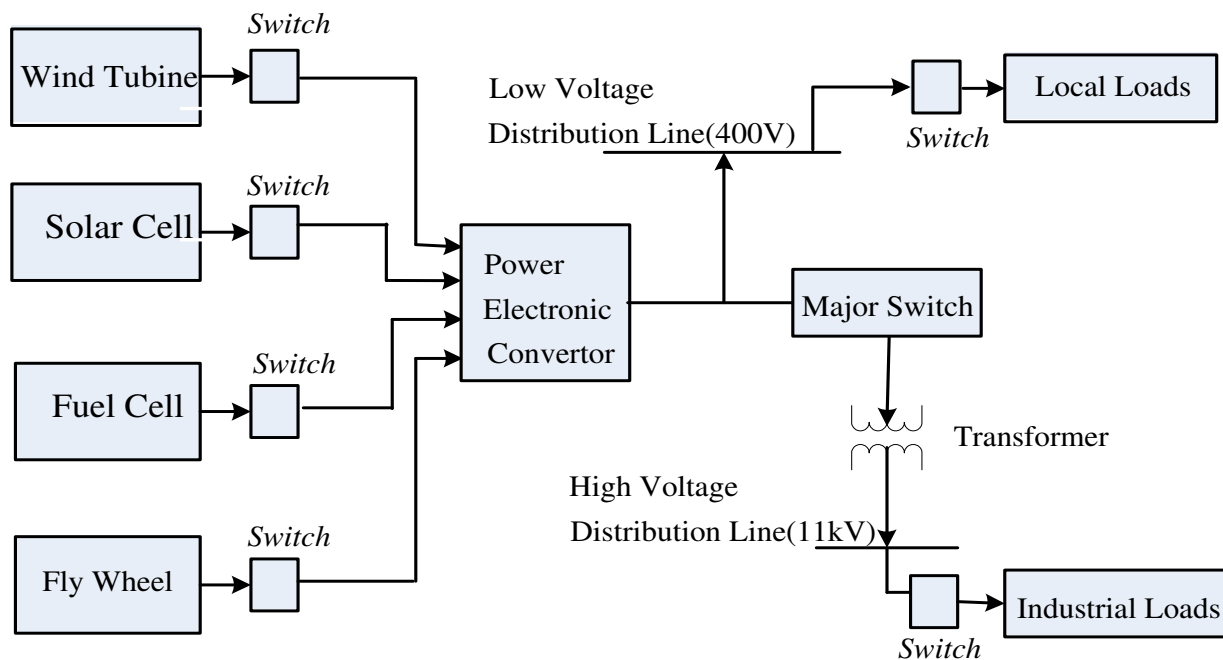 Switch
Wind Tubine
Low Voltage
Distribution Line(400V)
Switch
Local Loads
Switch
Solar Cell
Power
Electronic
Convertor
Major Switch
Switch
Fuel Cell
Transformer
High Voltage
Distribution Line(11kV)
Switch
Fly Wheel
Switch
Industrial Loads